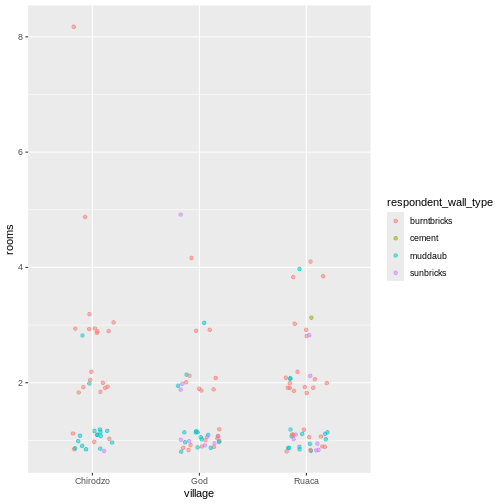 8
6
4
2
rooms
Chirodzo
God
Ruaca
village
respondent_wall_type
burntbricks
cement
muddaub
sunbricks